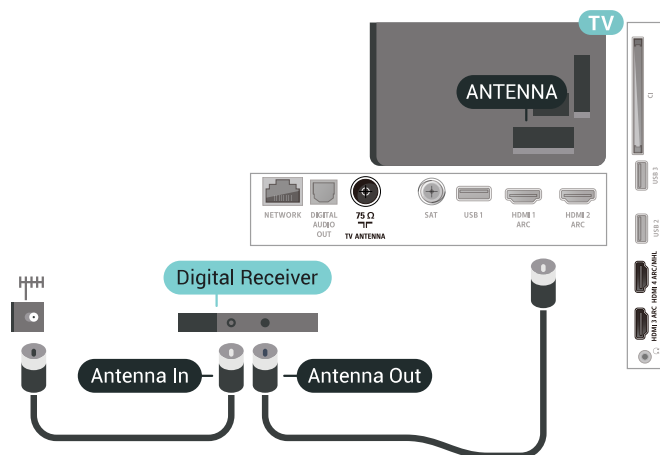 TV
ANTENNA
CI
USB 3
USB 2
HDMI 4 ARC/MHL
HDMI 3 ARC
NETWORK
DIGITAL
AUDIO
OUT
75 Ω
TV ANTENNA
SAT
USB 1
HDMI 1
ARC
HDMI 2
ARC
Digital Receiver
Antenna In
Antenna Out